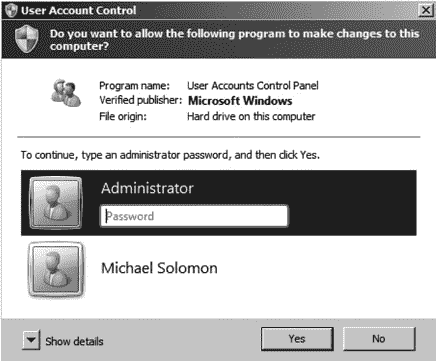 User Account Control
Do you want to allow the following program to make changes to this
computer?
Program name: User Accounts Control Panel
Verified publisher: Microsoft Windows
File origin: Hard drive on this computer
To continue, type an administrator password, and then click Yes.
Administrator
Password
Michael Solomon
Show details
Yes
No